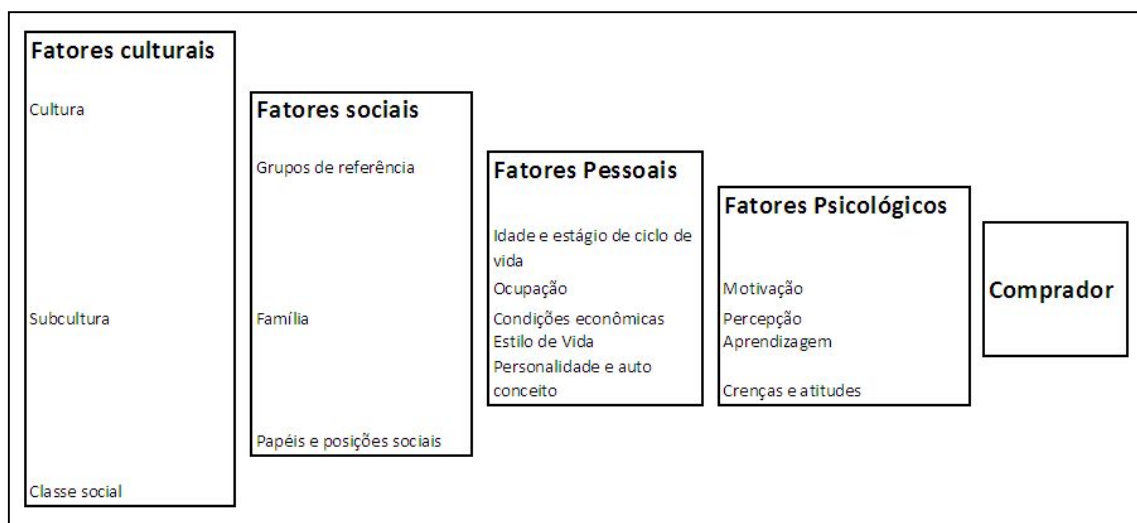 Fatores culturais
Cultura
Subcultura
Classe social
Fatores sociais
Grupos de referência
Família
Papéis e posições sociais
Fatores Pessoais
Idade e estágio de ciclo de
vida
Ocupação
Condições econômicas
Estilo de Vida
Personalidade e auto
conceito
Fatores Psicológicos
Motivação
Percepção
Aprendizagem
Crenças e atitudes
Comprador